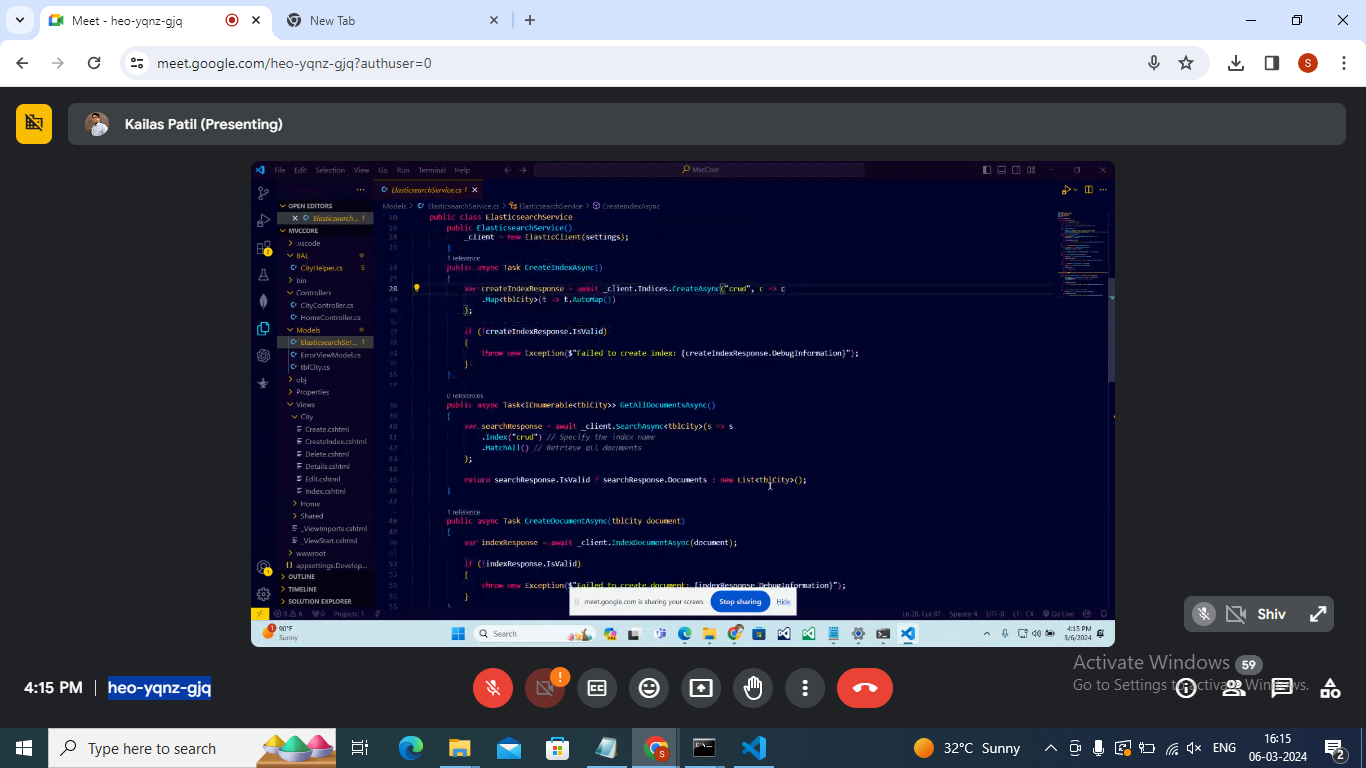 Meet - heo-yqnz-gjq
New Tab
meet.google.com/heo-yqnz-gjq?authuser=0
S
Kailas Patil (Presenting)
File Edit Selection View Go Run Terminal Help
MvcCore
ElasticsearchService.cs 1
Models > ElasticsearchService.cs > ElasticsearchService > CreateIndexAsync
OPEN EDITORS
Elasticsearch... 1
MVCCORE
.vscode
BAL
CityHelper.cs 3
bin
Controllers
CityController.cs
HomeController.cs
Models
ElasticsearchSer... 1
ErrorViewModel.cs
tblCity.cs
obj
Properties
Views
City
Create.cshtml
CreateIndex.cshtml
Delete.cshtml
Details.cshtml
Edit.cshtml
Index.cshtml
Home
Shared
_ViewImports.cshtml
_ViewStart.cshtml
wwwroot
{} appsettings.Develop...
OUTLINE
TIMELINE
SOLUTION EXPLORER
public class ElasticsearchService
public ElasticsearchService()
_client = new ElasticClient(settings);
}
1 reference
public async Task CreateIndexAsync()
{
28 var createIndexResponse = await _client.Indices.CreateAsync("crud", c => c
.Map<tblCity>(t => t.AutoMap())
);
if (!createIndexResponse.IsValid)
{
throw new Exception($"Failed to create index: {createIndexResponse.DebugInformation}");
}
}
0 references
public async Task<IEnumerable<tblCity>> GetAllDocumentsAsync()
{
var searchResponse = await _client.SearchAsync<tblCity>(s => s
.Index("crud") // Specify the index name
.MatchAll() // Retrieve all documents
);
return searchResponse.IsValid ? searchResponse.Documents : new List<tblCity>();
}
1 reference
public async Task CreateDocumentAsync(tblCity document)
{
var indexResponse = await _client.IndexDocumentAsync(document);
if (!indexResponse.IsValid)
{
throw new Exception($"Failed to create document: {indexResponse.DebugInformation}");
}
meet.google.com is sharing your screen. Stop sharing Hide
0 6 0 Projects: 1 Ln 28, Col 87 Spaces: 4 UTF-8 LF C# Go Live
90°F
Sunny
Search
4:15 PM
3/6/2024
Shiv
4:15 PM | heo-yqnz-gjq
!
CC
59
Activate Windows
Go to Settings to activate Windows.
Type here to search
32°C Sunny
ENG
16:15
06-03-2024
2